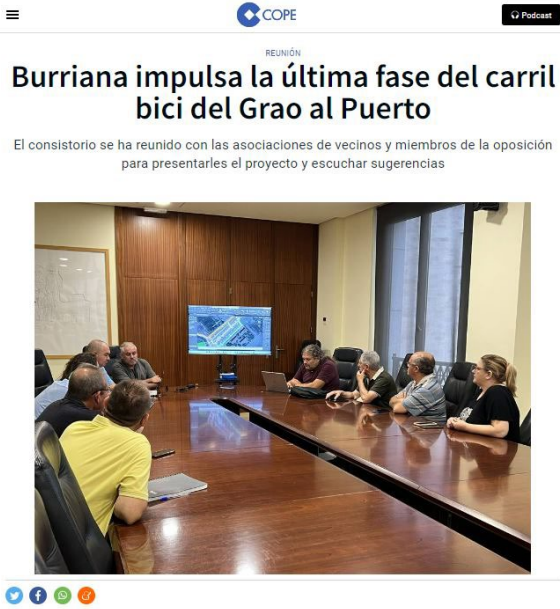 COPE
Podcast
REUNIÓN
Burriana impulsa la última fase del carril
bici del Grao al Puerto
El consistorio se ha reunido con las asociaciones de vecinos y miembros de la oposición
para presentarles el proyecto y escuchar sugerencias